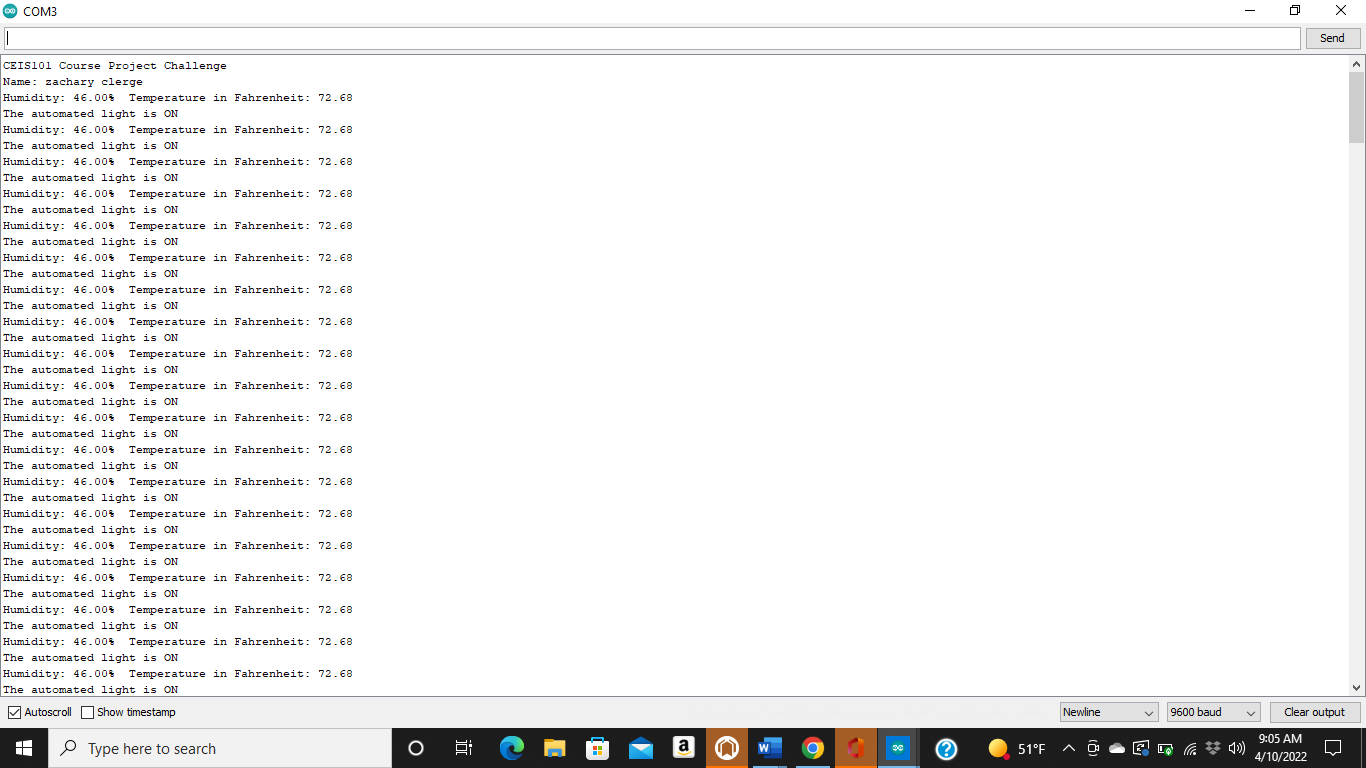 COM3
Send
CEIS101 Course Project Challenge
Name: zachary clerge
Humidity: 46.00%  Temperature in Fahrenheit: 72.68
The automated light is ON
Humidity: 46.00%  Temperature in Fahrenheit: 72.68
The automated light is ON
Humidity: 46.00%  Temperature in Fahrenheit: 72.68
The automated light is ON
Humidity: 46.00%  Temperature in Fahrenheit: 72.68
The automated light is ON
Humidity: 46.00%  Temperature in Fahrenheit: 72.68
The automated light is ON
Humidity: 46.00%  Temperature in Fahrenheit: 72.68
The automated light is ON
Humidity: 46.00%  Temperature in Fahrenheit: 72.68
The automated light is ON
Humidity: 46.00%  Temperature in Fahrenheit: 72.68
The automated light is ON
Humidity: 46.00%  Temperature in Fahrenheit: 72.68
The automated light is ON
Humidity: 46.00%  Temperature in Fahrenheit: 72.68
The automated light is ON
Humidity: 46.00%  Temperature in Fahrenheit: 72.68
The automated light is ON
Humidity: 46.00%  Temperature in Fahrenheit: 72.68
The automated light is ON
Humidity: 46.00%  Temperature in Fahrenheit: 72.68
The automated light is ON
Humidity: 46.00%  Temperature in Fahrenheit: 72.68
The automated light is ON
Humidity: 46.00%  Temperature in Fahrenheit: 72.68
The automated light is ON
Humidity: 46.00%  Temperature in Fahrenheit: 72.68
The automated light is ON
Humidity: 46.00%  Temperature in Fahrenheit: 72.68
The automated light is ON
Humidity: 46.00%  Temperature in Fahrenheit: 72.68
The automated light is ON
Humidity: 46.00%  Temperature in Fahrenheit: 72.68
The automated light is ON
Autoscroll Show timestamp Newline 9600 baud Clear output
Type here to search
51°F
9:05 AM
4/10/2022